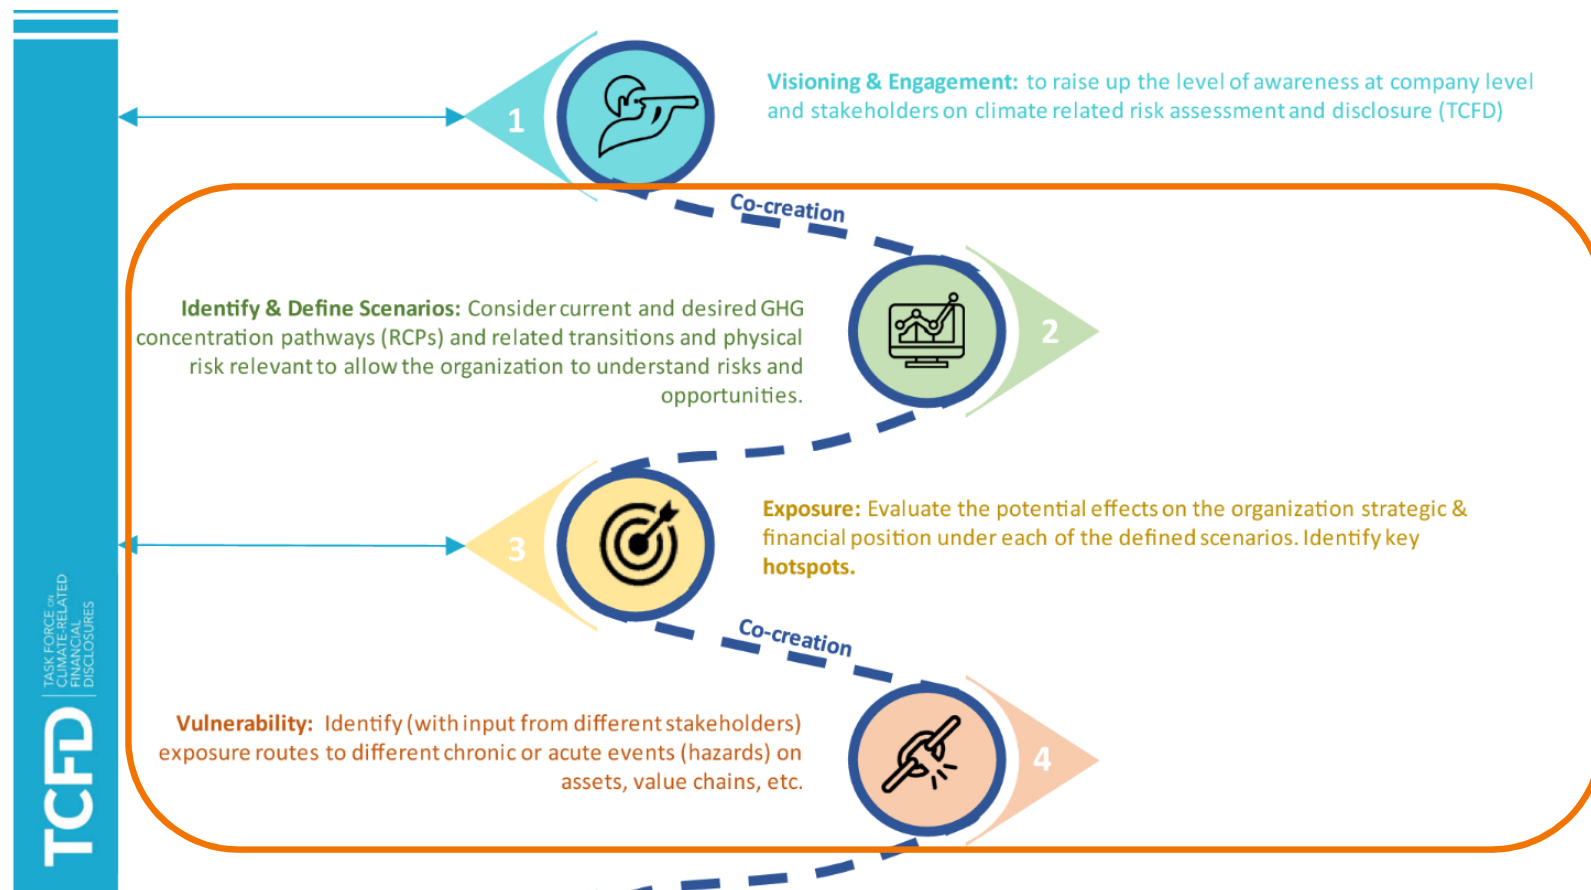 Visioning & Engagement: to raise up the level of awareness at company level
and stakeholders on climate related risk assessment and disclosure (TCFD)
1
Co-creation
Identify & Define Scenarios: Consider current and desired GHG
concentration pathways (RCPs) and related transitions and physical
risk relevant to allow the organization to understand risks and
opportunities.
2
3
Exposure: Evaluate the potential effects on the organization strategic &
financial position under each of the defined scenarios. Identify key
hotspots.
Co-creation
Vulnerability: Identify (with input from different stakeholders)
exposure routes to different chronic or acute events (hazards) on
assets, value chains, etc.
4
TCFD
TASK FORCE ON
CLIMATE-RELATED
FINANCIAL
DISCLOSURES